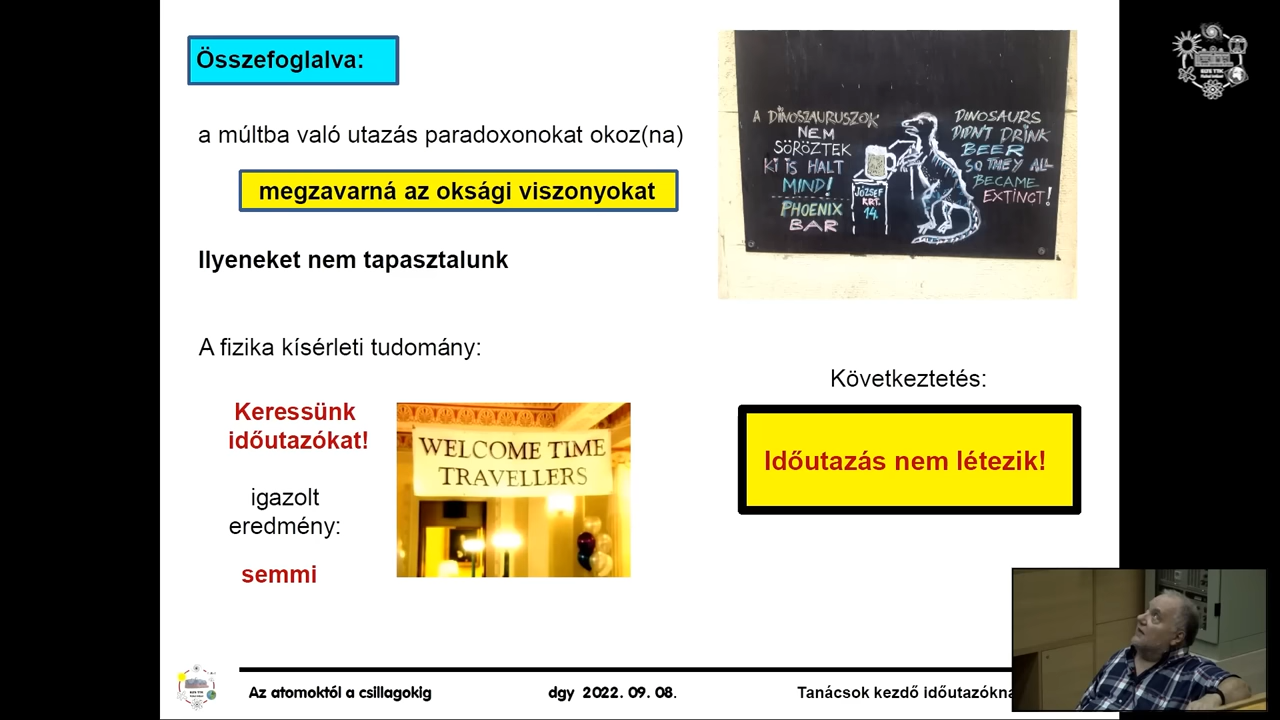 Összefoglalva:
a múltba való utazás paradoxonokat okoz(na)
megzavarná az oksági viszonyokat
Ilyeneket nem tapasztalunk
A DINOSZAURUSZOK
NEM
SÖRÖZTEK
KI IS HALT
MIND!
PHOENIX
BAR
JÓZSEF
KRT.
14.
DINOSAURS
DIDN'T DRINK
BEER
SO THEY ALL
BECAME
EXTINCT!
A fizika kísérleti tudomány:
Keressünk
időutazókat!
igazolt
eredmény:
semmi
WELCOME TIME
TRAVELLERS
Következtetés:
Időutazás nem létezik!
Az atomoktól a csillagokig
dgy 2022. 09. 08.
Tanácsok kezdő időutazókna